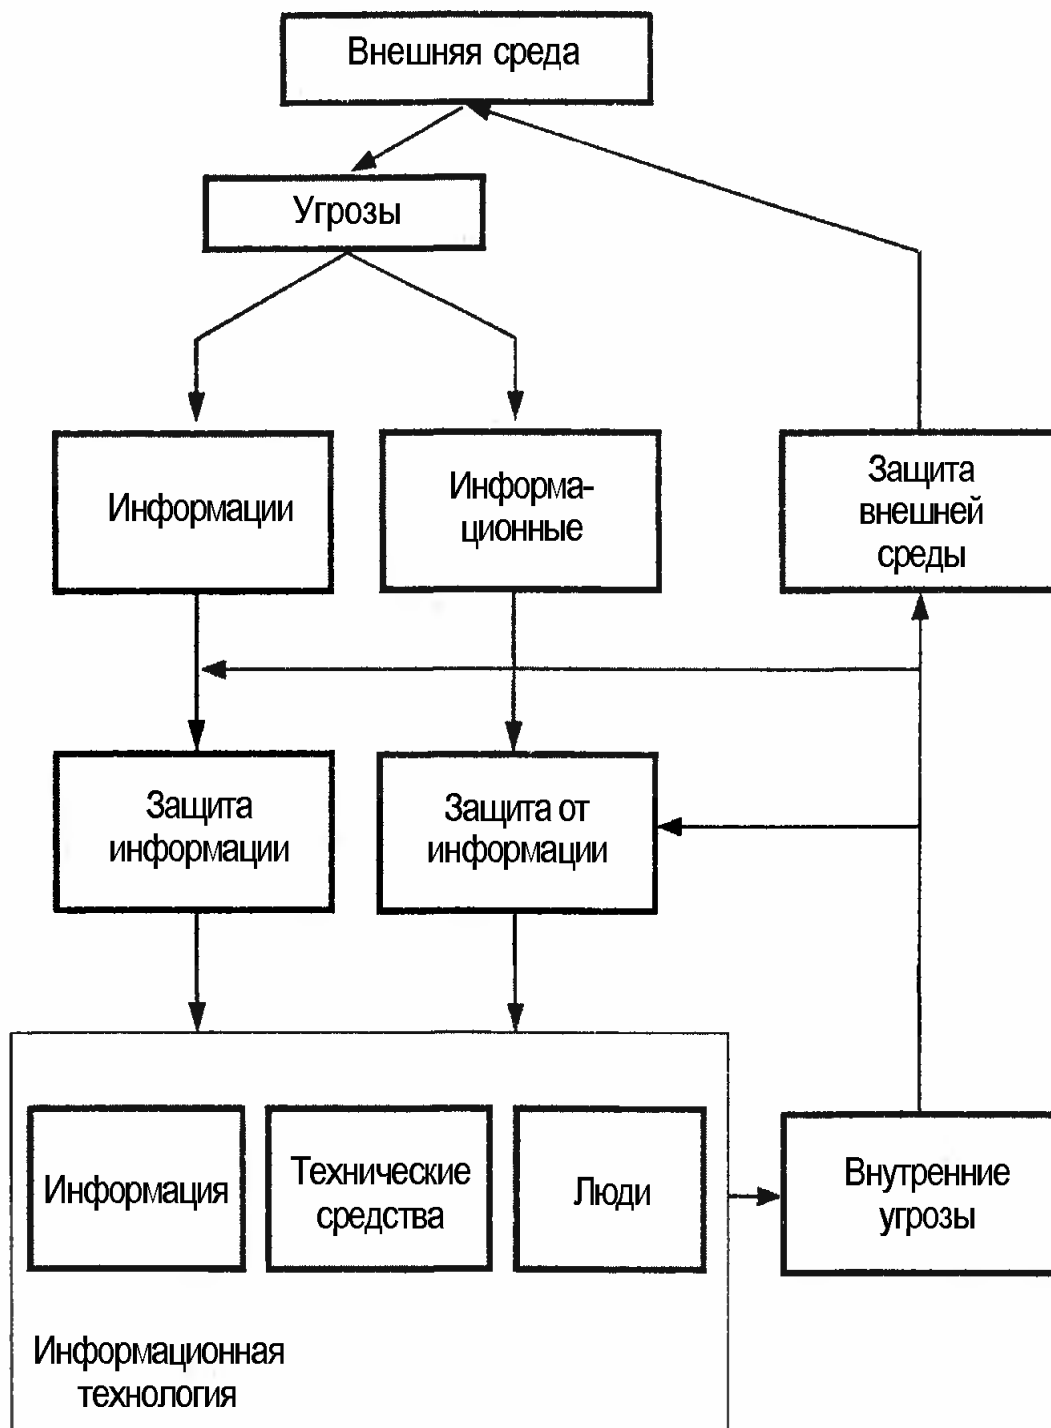 Внешняя среда
Угрозы
Информации
Информа-
ционные
Защита
внешней
среды
Защита
информации
Защита от
информации
Информация
Технические
средства
Люди
Внутренние
угрозы
Информационная
технология